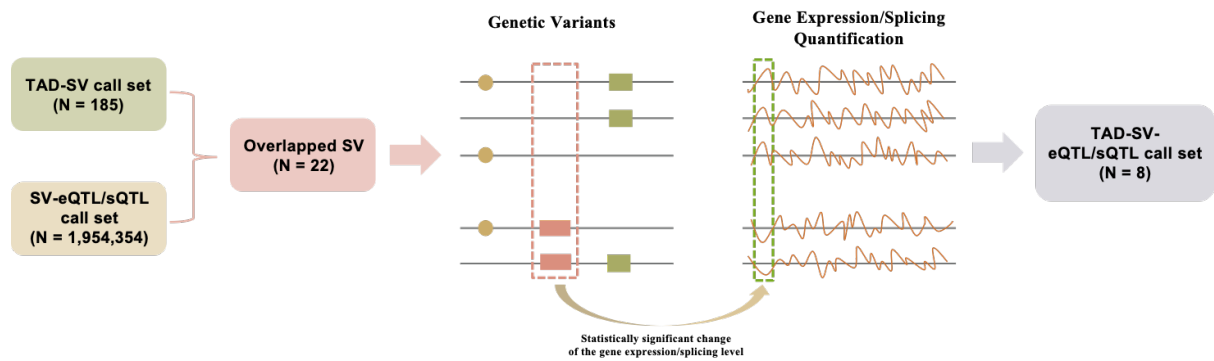 TAD-SV call set
(N = 185)
SV-eQTL/sQTL
call set
(N = 1,954,354)
Overlapped SV
(N = 22)
Genetic Variants
Gene Expression/Splicing
Quantification
Statistically significant change
of the gene expression/splicing level
TAD-SV-
eQTL/sQTL call set
(N = 8)